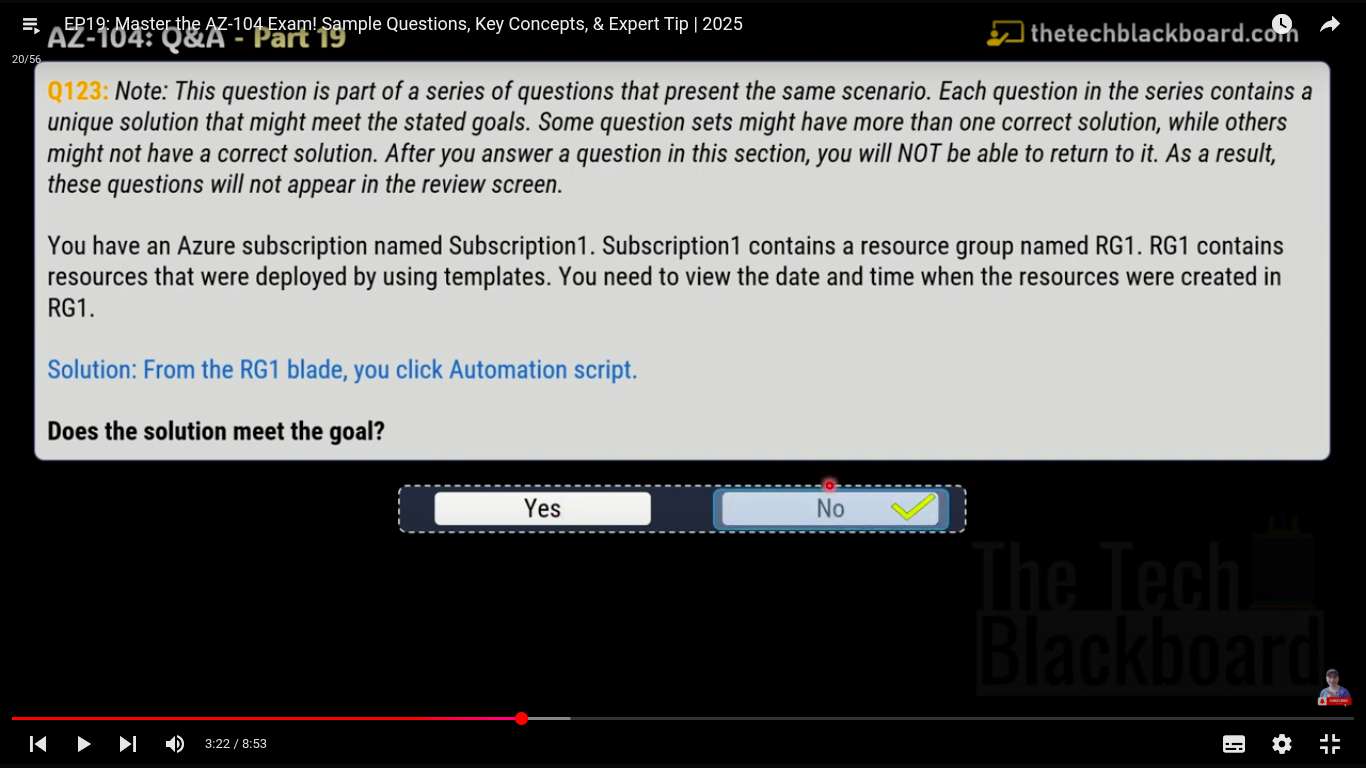 EP19: Master the AZ-104 Exam! Sample Questions, Key Concepts, & Expert Tip | 2025
AZ-104: Q&A - Part 19
thetechblackboard.com
20/56
Q123: Note: This question is part of a series of questions that present the same scenario. Each question in the series contains a
unique solution that might meet the stated goals. Some question sets might have more than one correct solution, while others
might not have a correct solution. After you answer a question in this section, you will NOT be able to return to it. As a result,
these questions will not appear in the review screen.
You have an Azure subscription named Subscription1. Subscription1 contains a resource group named RG1. RG1 contains
resources that were deployed by using templates. You need to view the date and time when the resources were created in
RG1.
Solution: From the RG1 blade, you click Automation script.
Does the solution meet the goal?
Yes
No
The Tech
Blackboard
3:22 / 8:53